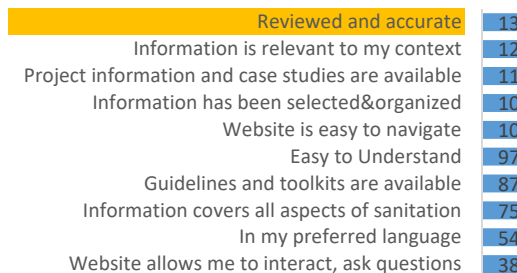 Reviewed and accurate 13
Information is relevant to my context 12
Project information and case studies are available 11
Information has been selected&organized 10
Website is easy to navigate 10
Easy to Understand 97
Guidelines and toolkits are available 87
Information covers all aspects of sanitation 75
In my preferred language 54
Website allows me to interact, ask questions 38